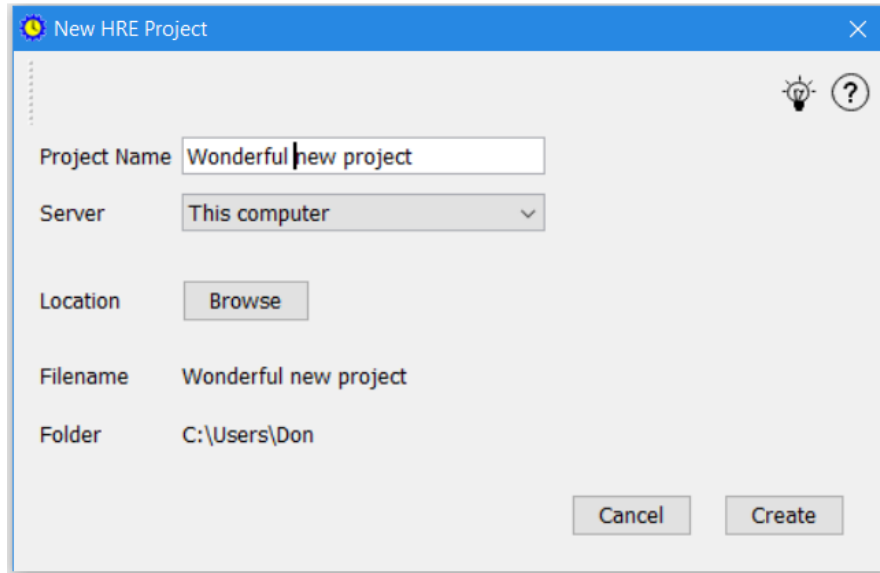 New HRE Project
?
Project Name Wonderful new project
Server This computer
Location Browse
Filename Wonderful new project
Folder C:\Users\Don
Cancel Create